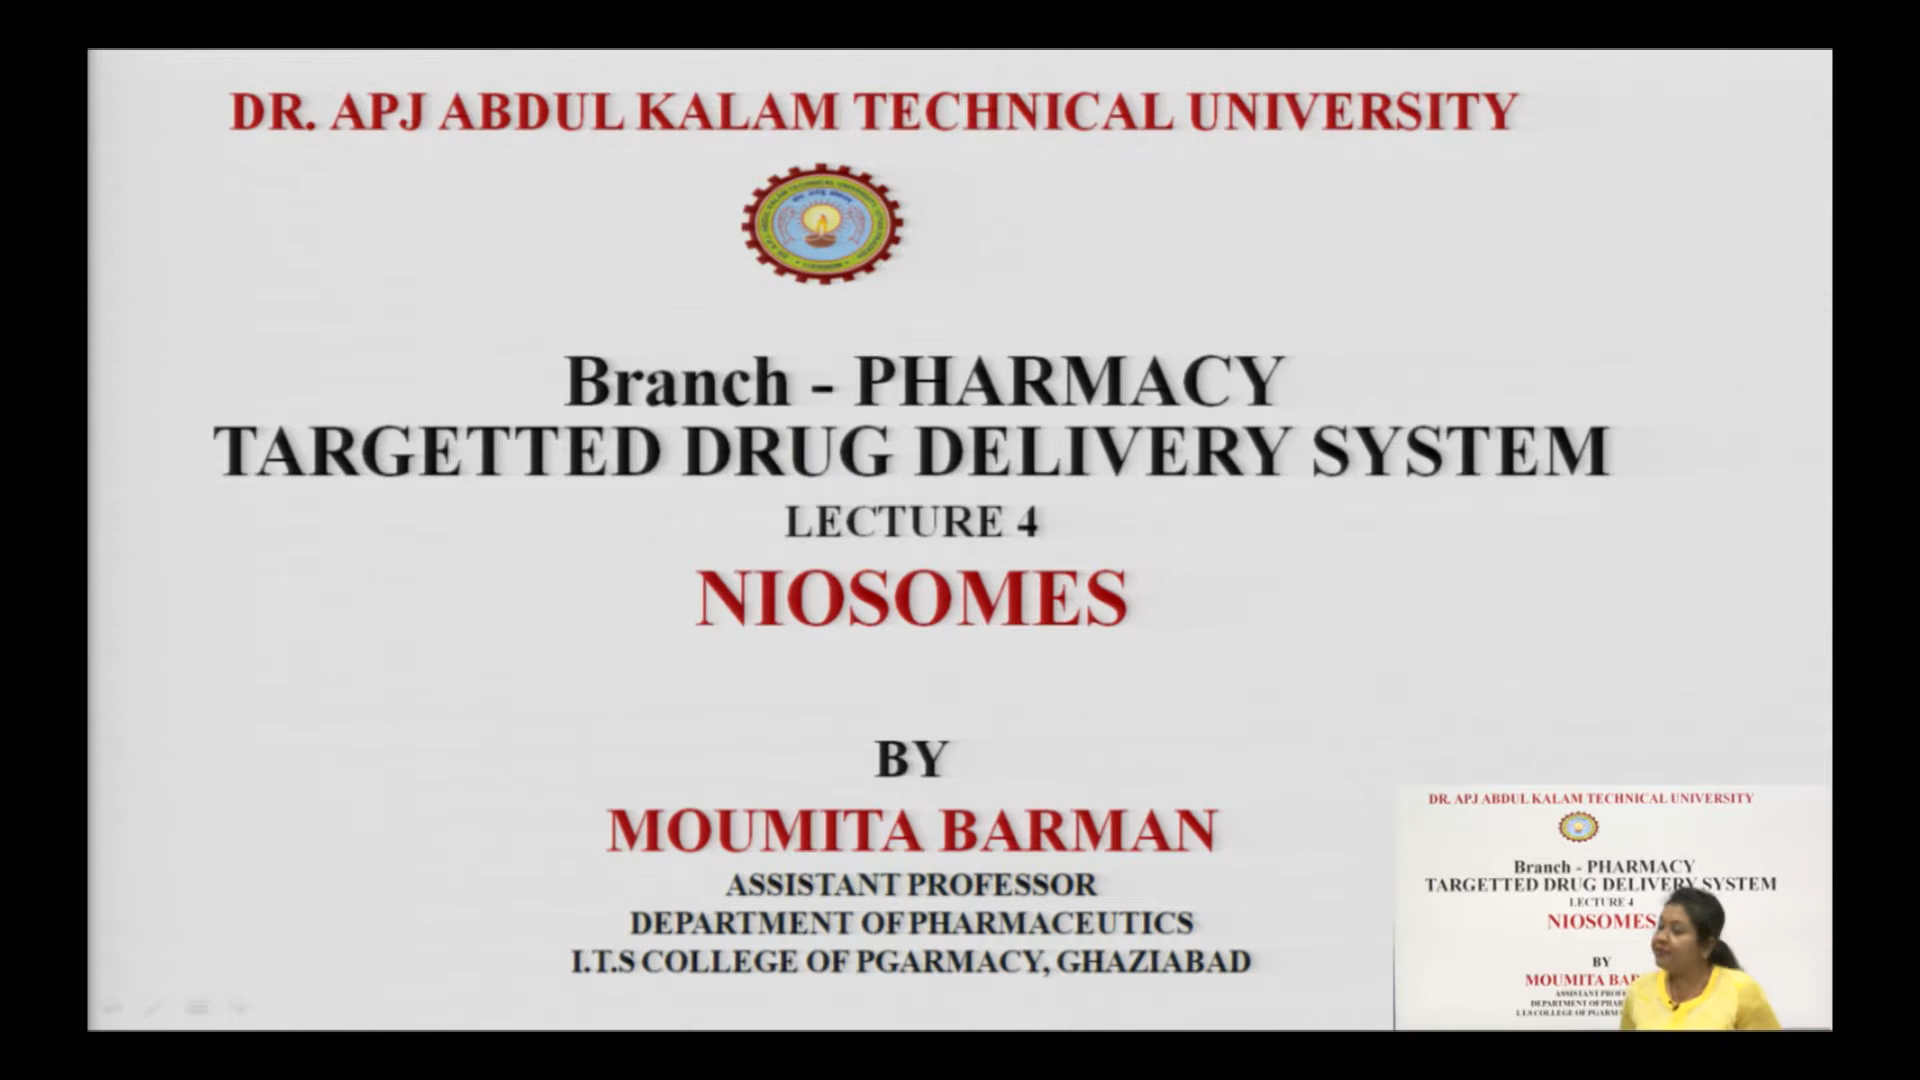 DR. APJ ABDUL KALAM TECHNICAL UNIVERSITY
Branch - PHARMACY
TARGETTED DRUG DELIVERY SYSTEM
LECTURE 4
NIOSOMES
BY
MOUMITA BARMAN
ASSISTANT PROFESSOR
DEPARTMENT OF PHARMACEUTICS
I.T.S COLLEGE OF PGARMACY, GHAZIABAD
DR. APJ ABDUL KALAM TECHNICAL UNIVERSITY
Branch - PHARMACY
TARGETTED DRUG DELIVERY SYSTEM
LECTURE 4
NIOSOMES
BY
MOUMITA